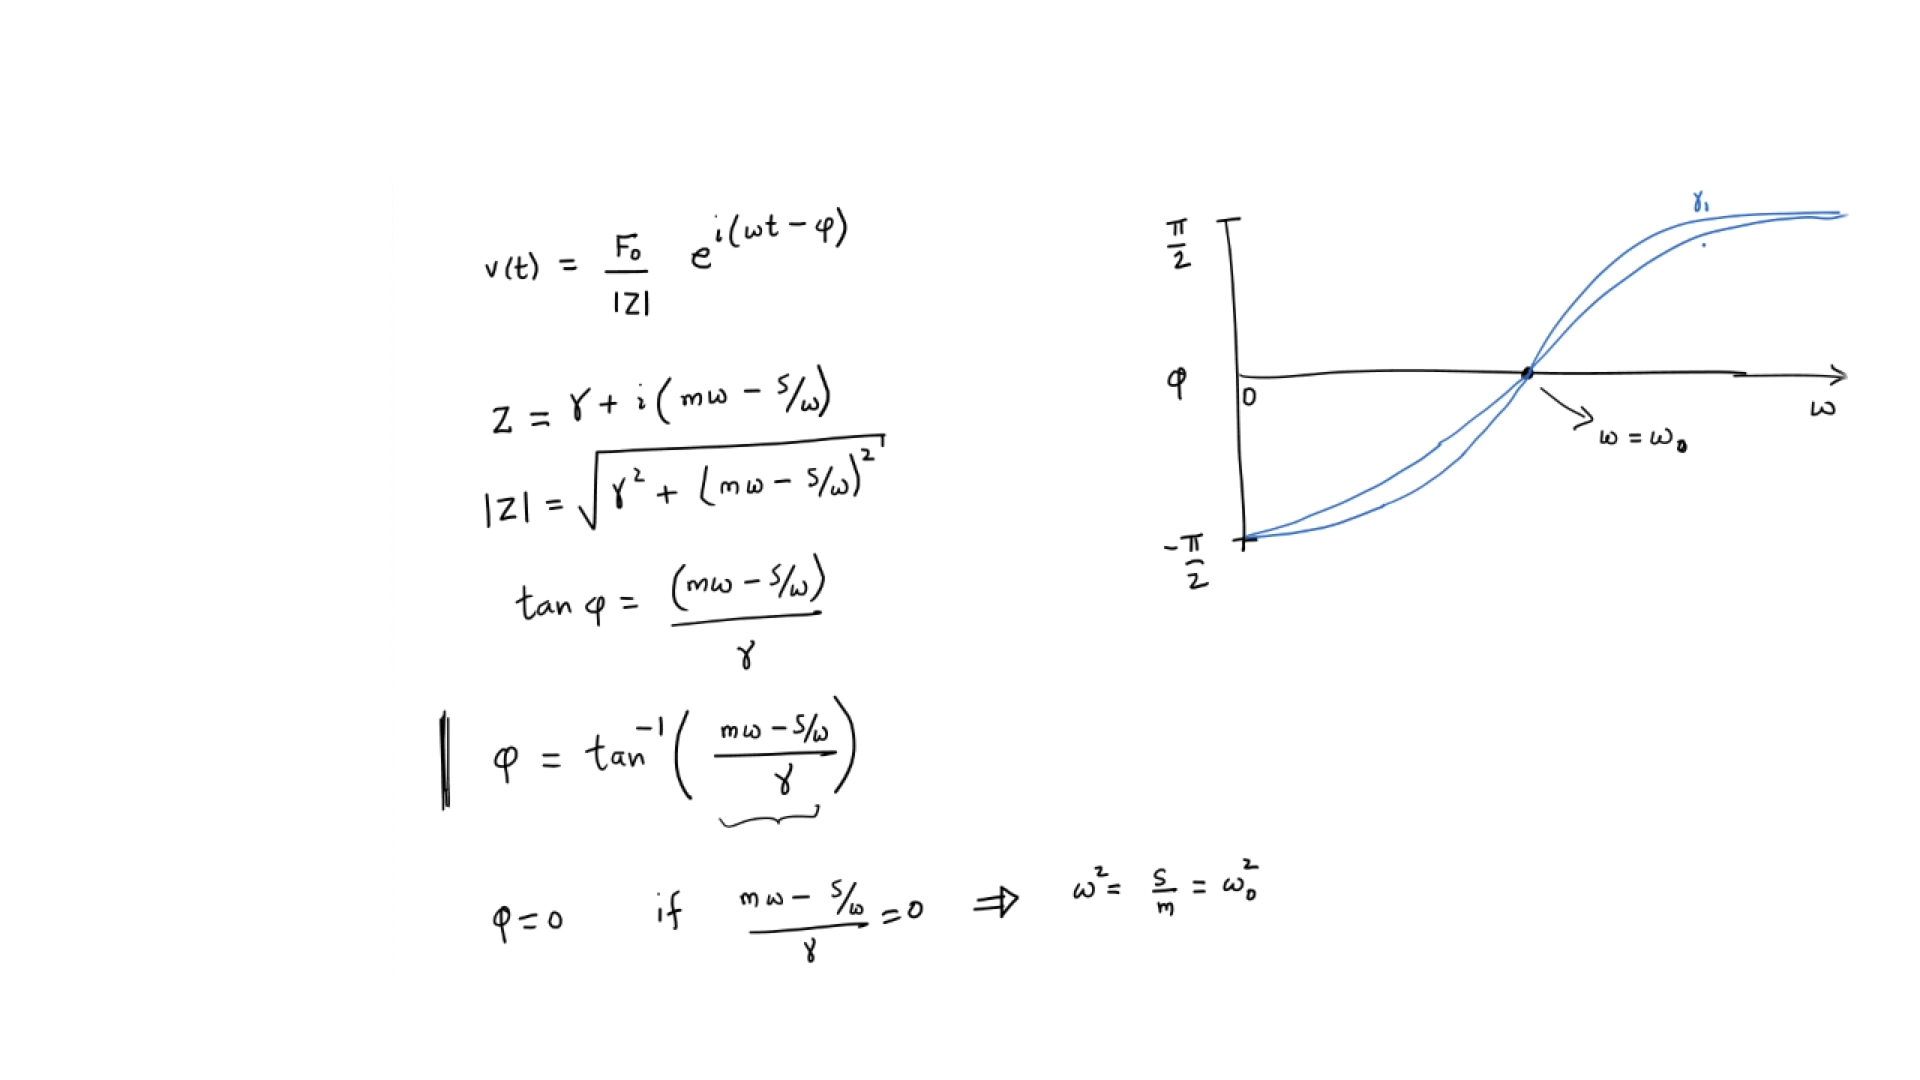 v(t) = F₀/|Z| e^{i(ωt − φ)}
Z = γ + i(mω − s/ω)
|Z| = √(γ² + (mω − s/ω)²)
tan φ = (mω − s/ω)/γ
φ = tan⁻¹((mω − s/ω)/γ)
φ = 0 if (mω − s/ω)/γ = 0 ⇒ ω² = s/m = ω₀²
γ₁
π/2
φ
0
ω
ω = ω₀
−π/2